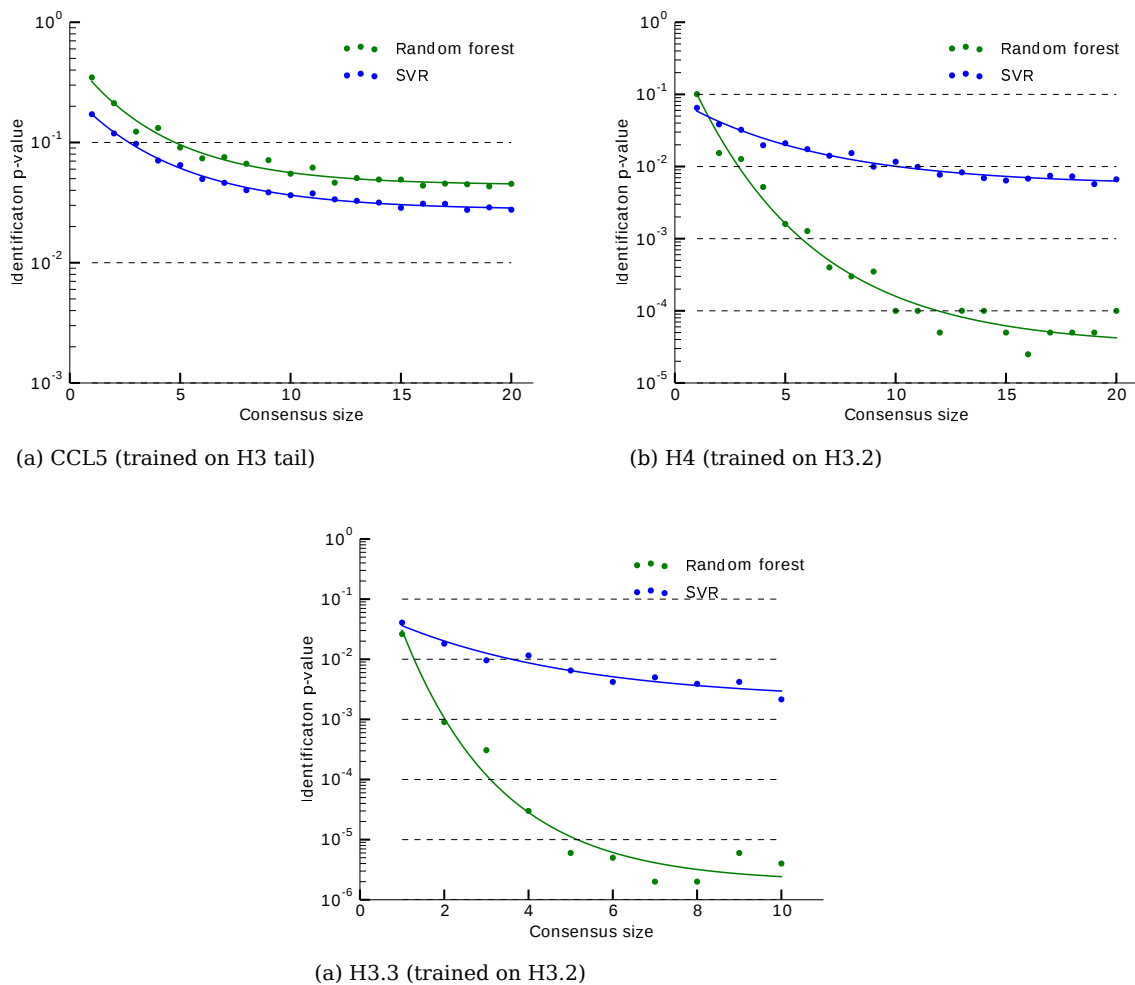 10^0
Random forest
SVR
10^-1
10^-2
10^-3
Identificaton p-value
0 5 10 15 20
Consensus size
(a) CCL5 (trained on H3 tail)
10^0
Random forest
SVR
10^-1
10^-2
10^-3
10^-4
10^-5
Identificaton p-value
0 5 10 15 20
Consensus size
(b) H4 (trained on H3.2)
10^0
Random forest
SVR
10^-1
10^-2
10^-3
10^-4
10^-5
10^-6
Identificaton p-value
0 2 4 6 8 10
Consensus size
(a) H3.3 (trained on H3.2)